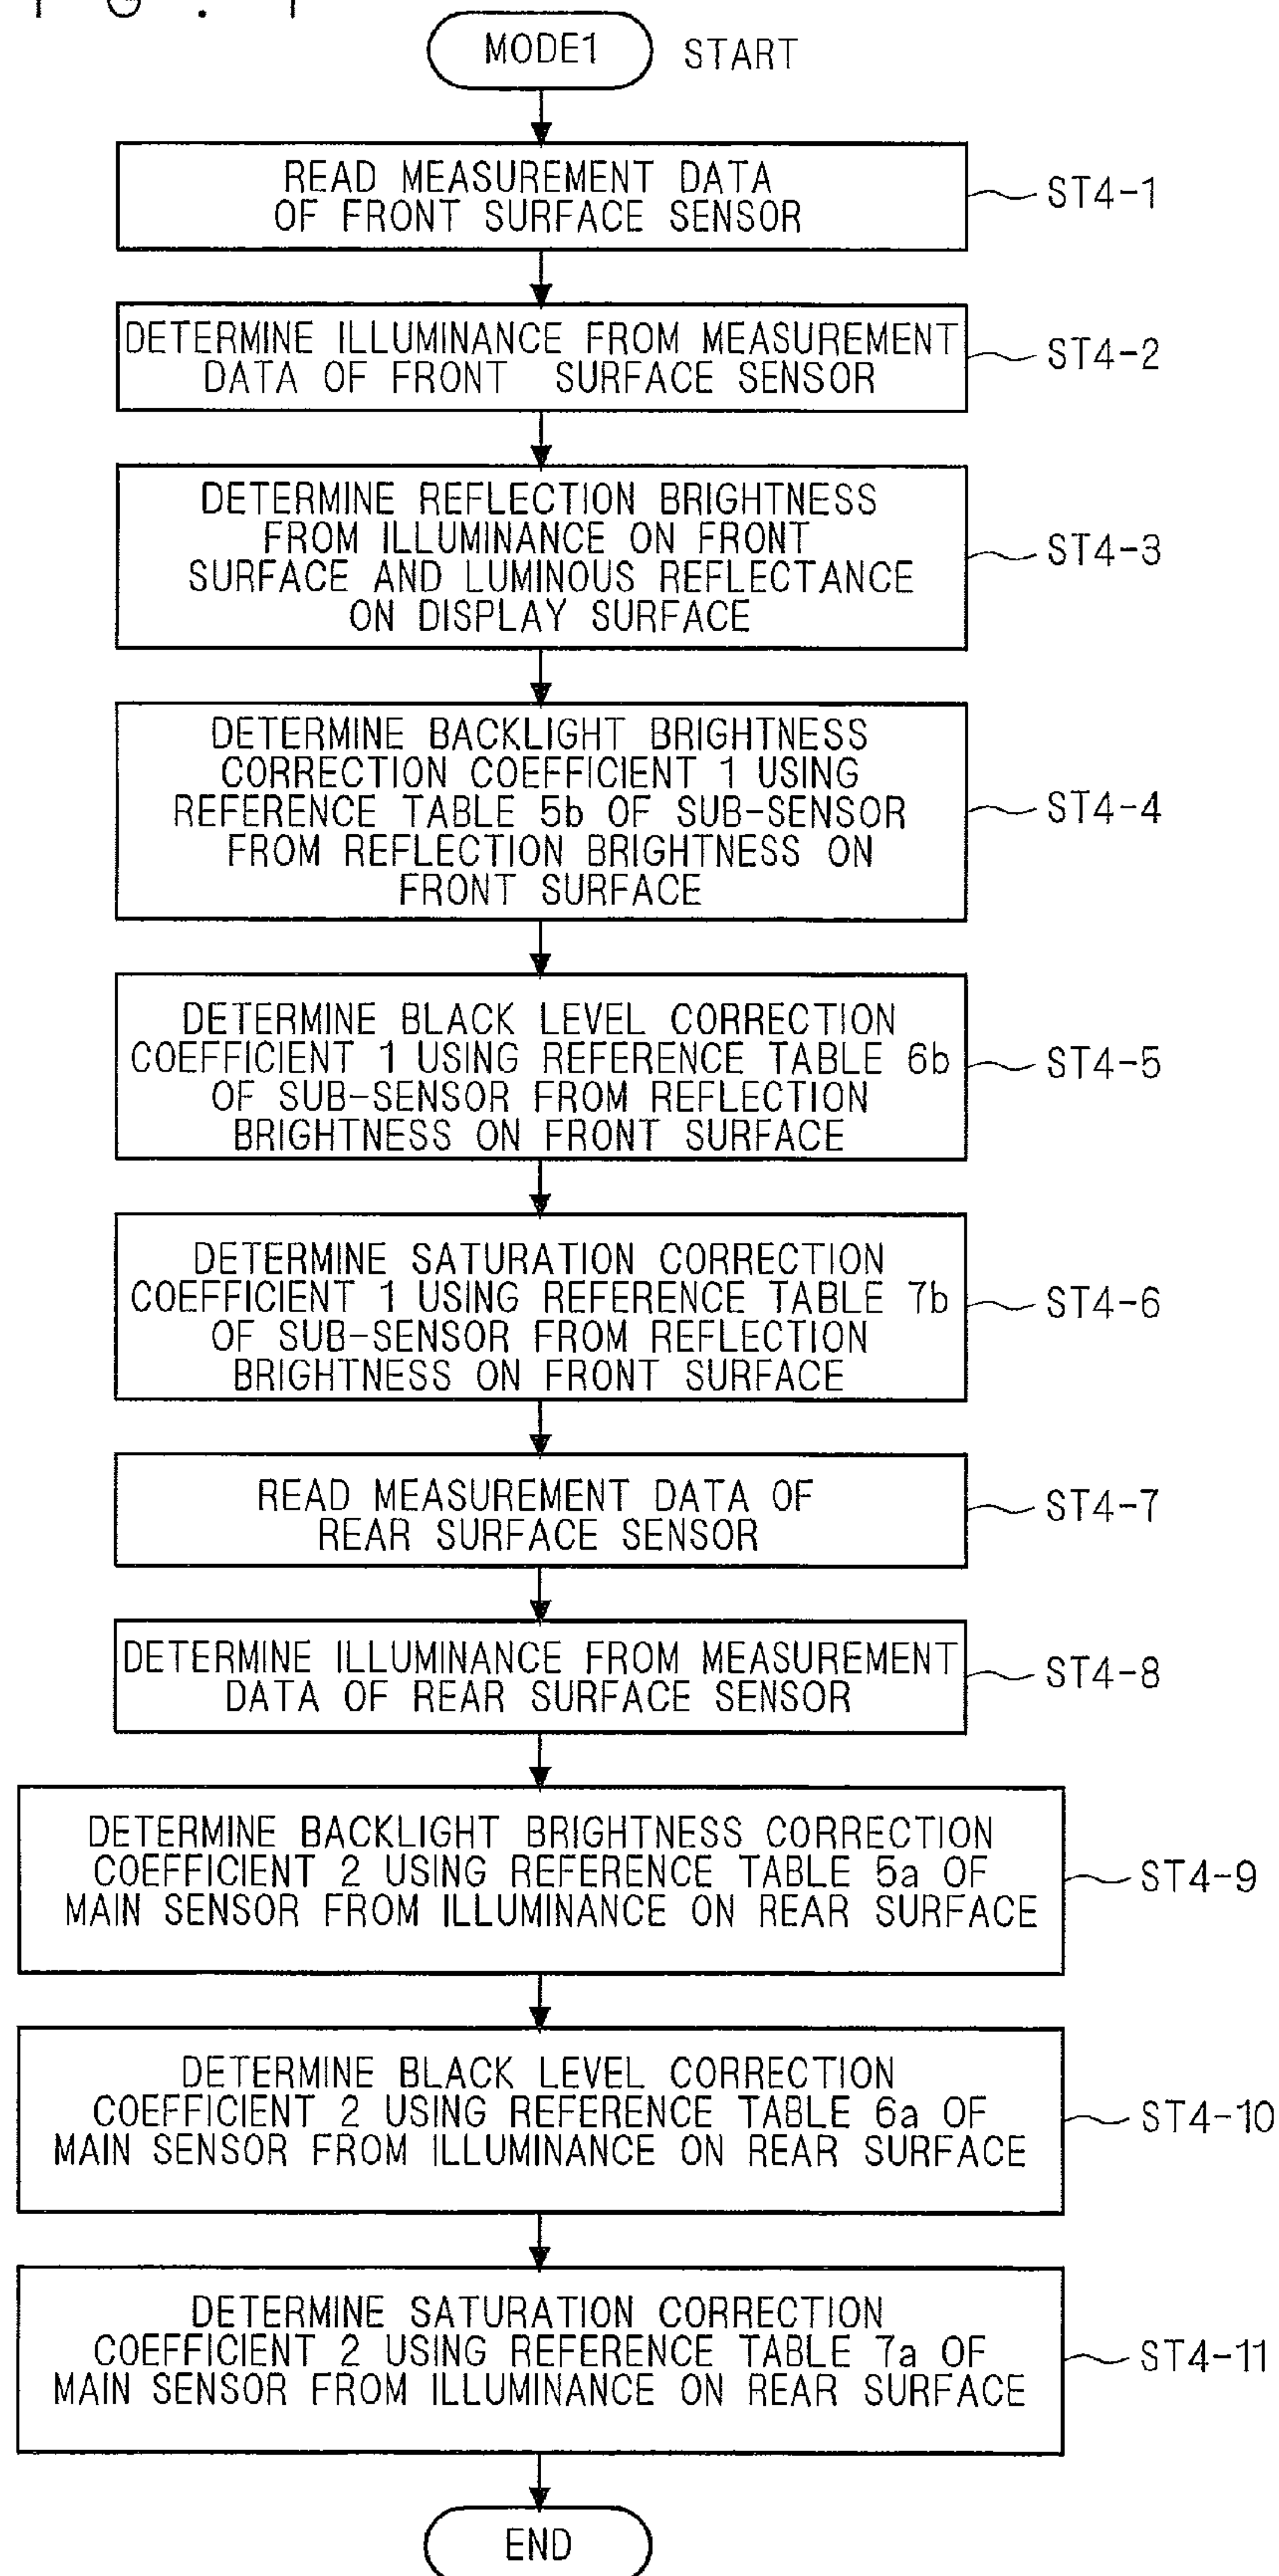 MODE1 START
READ MEASUREMENT DATA
OF FRONT SURFACE SENSOR
ST4-1
DETERMINE ILLUMINANCE FROM MEASUREMENT
DATA OF FRONT SURFACE SENSOR
ST4-2
DETERMINE REFLECTION BRIGHTNESS
FROM ILLUMINANCE ON FRONT
SURFACE AND LUMINOUS REFLECTANCE
ON DISPLAY SURFACE
ST4-3
DETERMINE BACKLIGHT BRIGHTNESS
CORRECTION COEFFICIENT 1 USING
REFERENCE TABLE 5b OF SUB-SENSOR
FROM REFLECTION BRIGHTNESS ON
FRONT SURFACE
ST4-4
DETERMINE BLACK LEVEL CORRECTION
COEFFICIENT 1 USING REFERENCE TABLE 6b
OF SUB-SENSOR FROM REFLECTION
BRIGHTNESS ON FRONT SURFACE
ST4-5
DETERMINE SATURATION CORRECTION
COEFFICIENT 1 USING REFERENCE TABLE 7b
OF SUB-SENSOR FROM REFLECTION
BRIGHTNESS ON FRONT SURFACE
ST4-6
READ MEASUREMENT DATA OF
REAR SURFACE SENSOR
ST4-7
DETERMINE ILLUMINANCE FROM MEASUREMENT
DATA OF REAR SURFACE SENSOR
ST4-8
DETERMINE BACKLIGHT BRIGHTNESS CORRECTION
COEFFICIENT 2 USING REFERENCE TABLE 5a OF
MAIN SENSOR FROM ILLUMINANCE ON REAR SURFACE
ST4-9
DETERMINE BLACK LEVEL CORRECTION
COEFFICIENT 2 USING REFERENCE TABLE 6a OF
MAIN SENSOR FROM ILLUMINANCE ON REAR SURFACE
ST4-10
DETERMINE SATURATION CORRECTION
COEFFICIENT 2 USING REFERENCE TABLE 7a OF
MAIN SENSOR FROM ILLUMINANCE ON REAR SURFACE
ST4-11
END